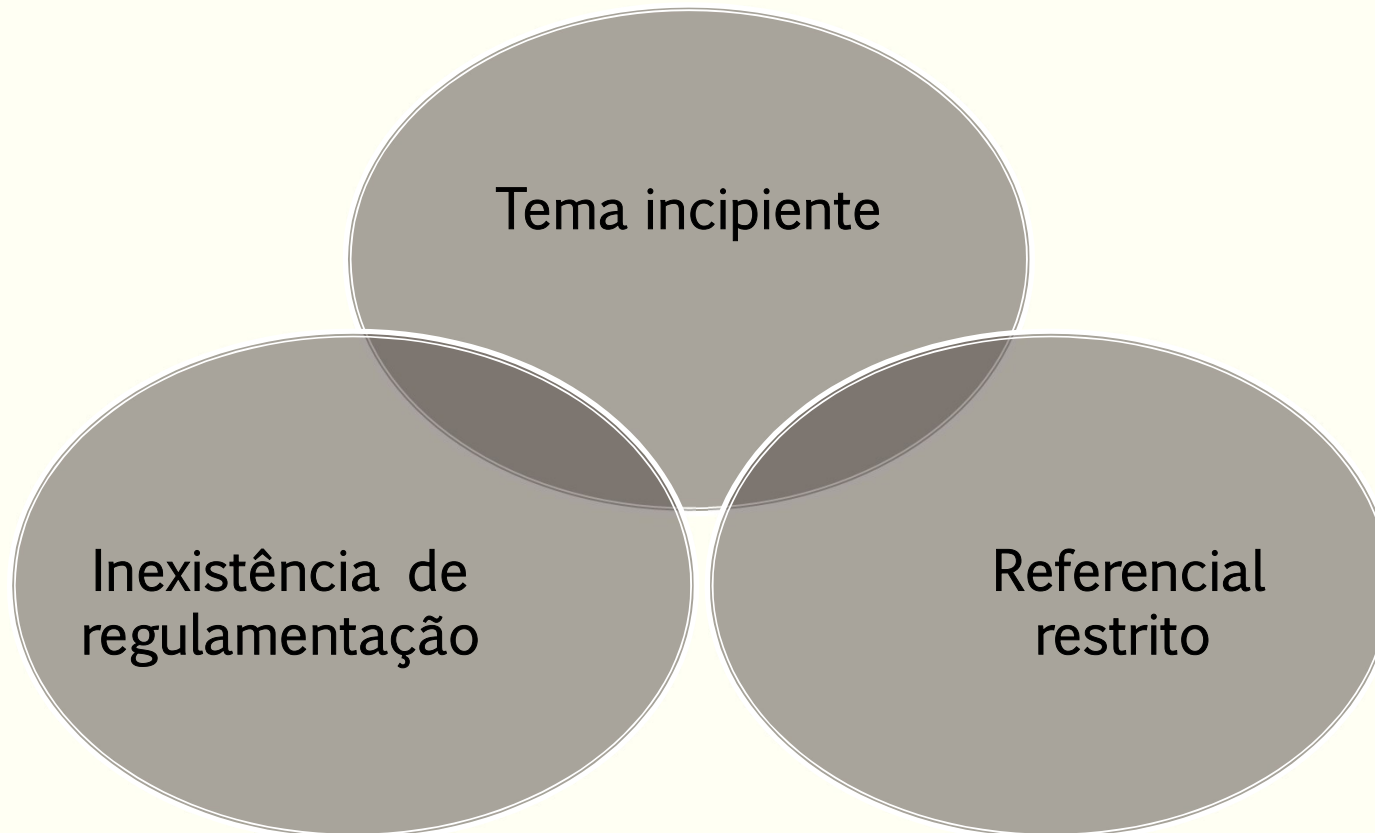 Tema incipiente
Inexistência de
regulamentação
Referencial
restrito